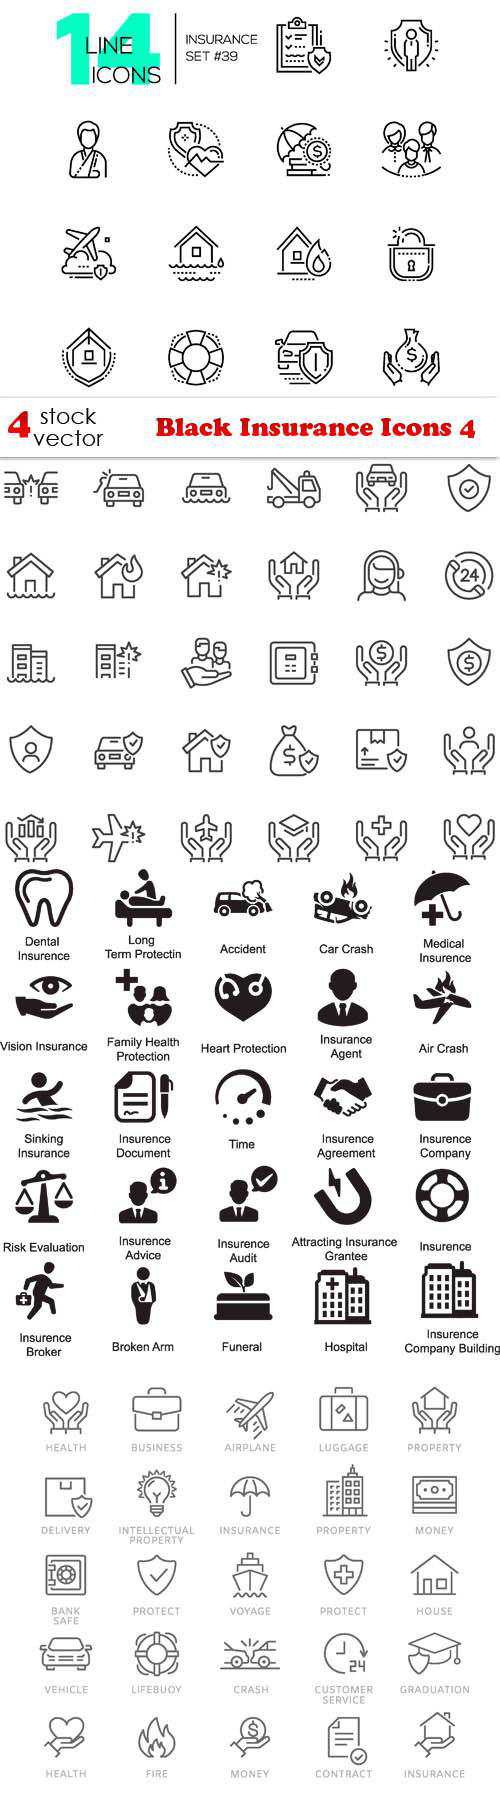 14
LINE
ICONS
INSURANCE
SET #39
4 stock
vector
Black Insurance Icons 4
24
Dental
Insurence
Long
Term Protectin
Accident
Car Crash
Medical
Insurence
Vision Insurance
Family Health
Protection
Heart Protection
Insurance
Agent
Air Crash
Sinking
Insurance
Insurence
Document
Time
Insurence
Agreement
Insurence
Company
Risk Evaluation
Insurence
Advice
Insurence
Audit
Attracting Insurance
Grantee
Insurence
Insurence
Broker
Broken Arm
Funeral
Hospital
Insurence
Company Building
HEALTH
BUSINESS
AIRPLANE
LUGGAGE
PROPERTY
DELIVERY
INTELLECTUAL
PROPERTY
INSURANCE
PROPERTY
MONEY
BANK
SAFE
PROTECT
VOYAGE
PROTECT
HOUSE
24
VEHICLE
LIFEBUOY
CRASH
CUSTOMER
SERVICE
GRADUATION
HEALTH
FIRE
MONEY
CONTRACT
INSURANCE